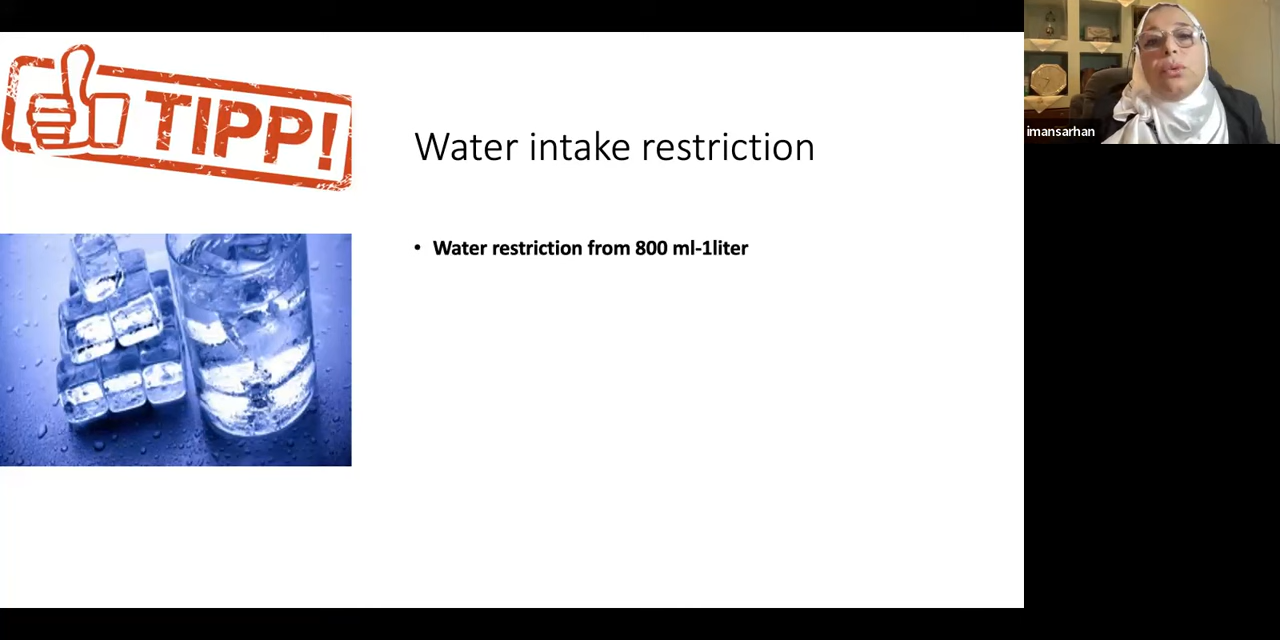 TIPP!
Water intake restriction
• Water restriction from 800 ml-1liter
imansarhan